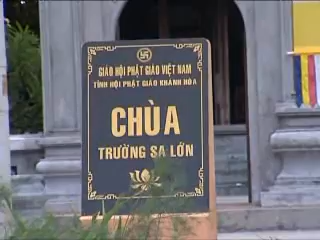 GIÁO HỘI PHẬT GIÁO VIỆT NAM
TỈNH HỘI PHẬT GIÁO KHÁNH HÒA
CHÙA
TRƯỜNG SA LỚN